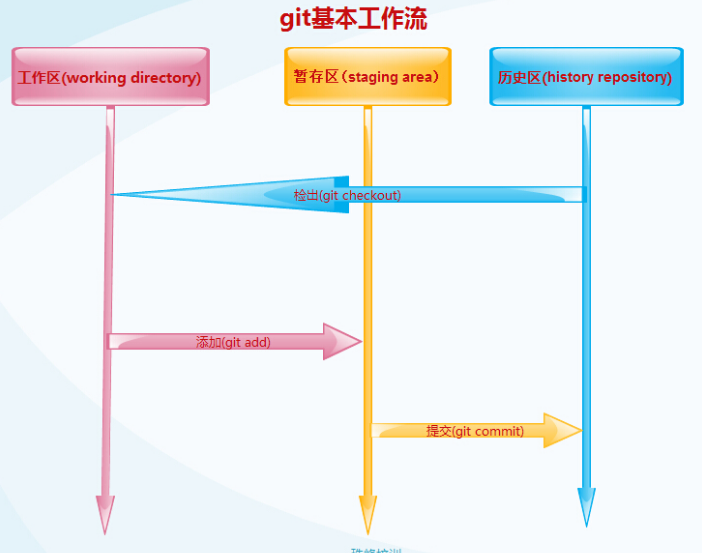 git基本工作流
工作区(working directory)
暂存区（staging area）
历史区(history repository)
检出(git checkout)
添加(git add)
提交(git commit)